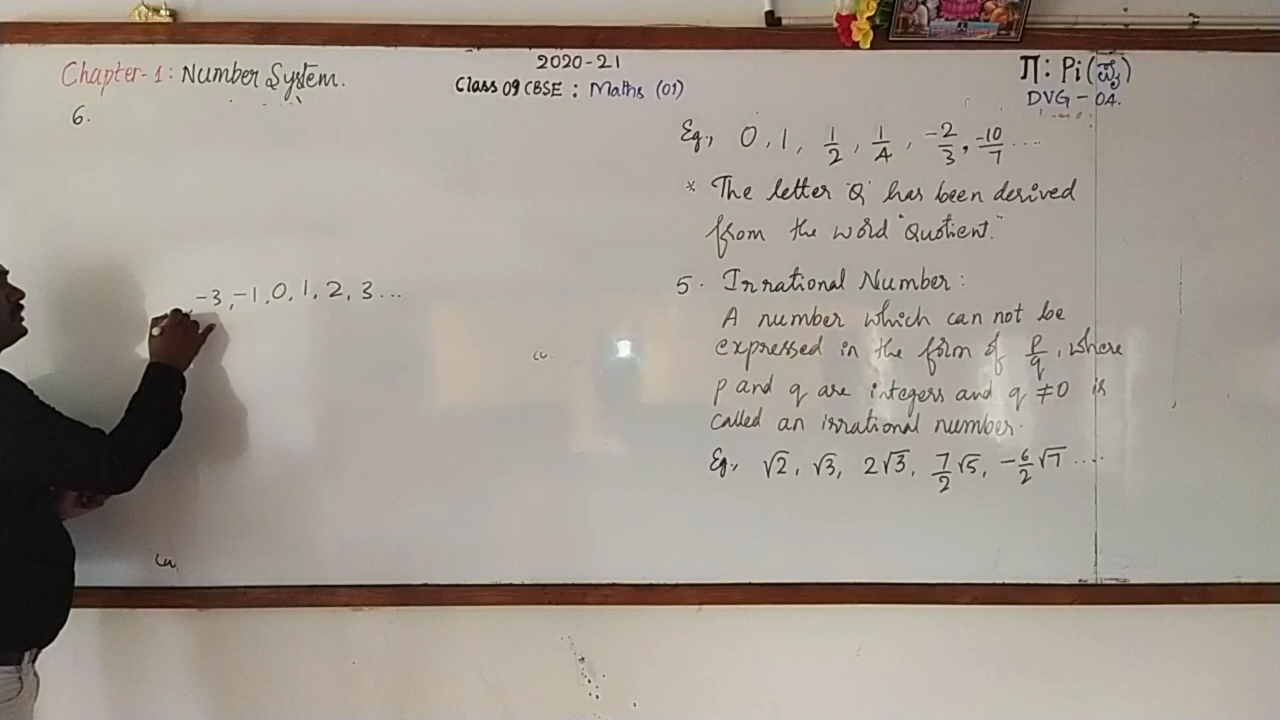 Chapter-1: Number System.
2020-21
Class 09 CBSE : Maths (01)
Π: Pi(ಪೈ)
DVG - 04.
6.
-3, -1, 0, 1, 2, 3...
Eg., 0, 1, 1/2, 1/4, -2/3, -10/7 ....
* The letter 'Q' has been derived
from the word "Quotient."
5. Irrational Number:
A number which can not be
expressed in the form of p/q, where
p and q are integers and q ≠ 0 is
called an irrational number.
Eg., √2, √3, 2√3, 7/2 √5, -6/2 √7 ....